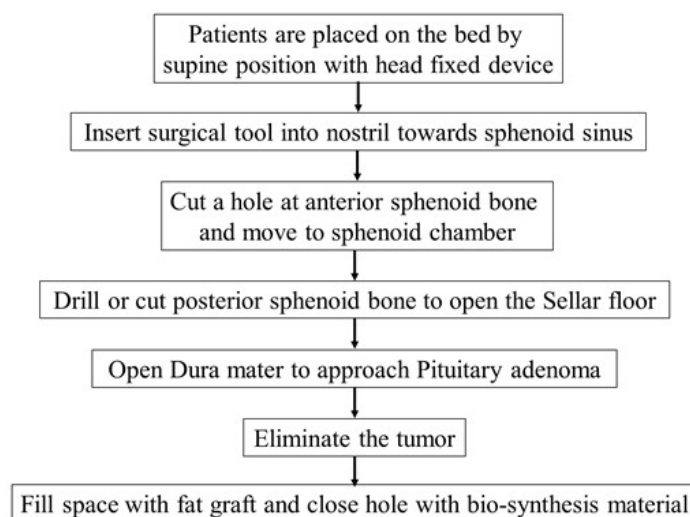 Patients are placed on the bed by
supine position with head fixed device
Insert surgical tool into nostril towards sphenoid sinus
Cut a hole at anterior sphenoid bone
and move to sphenoid chamber
Drill or cut posterior sphenoid bone to open the Sellar floor
Open Dura mater to approach Pituitary adenoma
Eliminate the tumor
Fill space with fat graft and close hole with bio-synthesis material